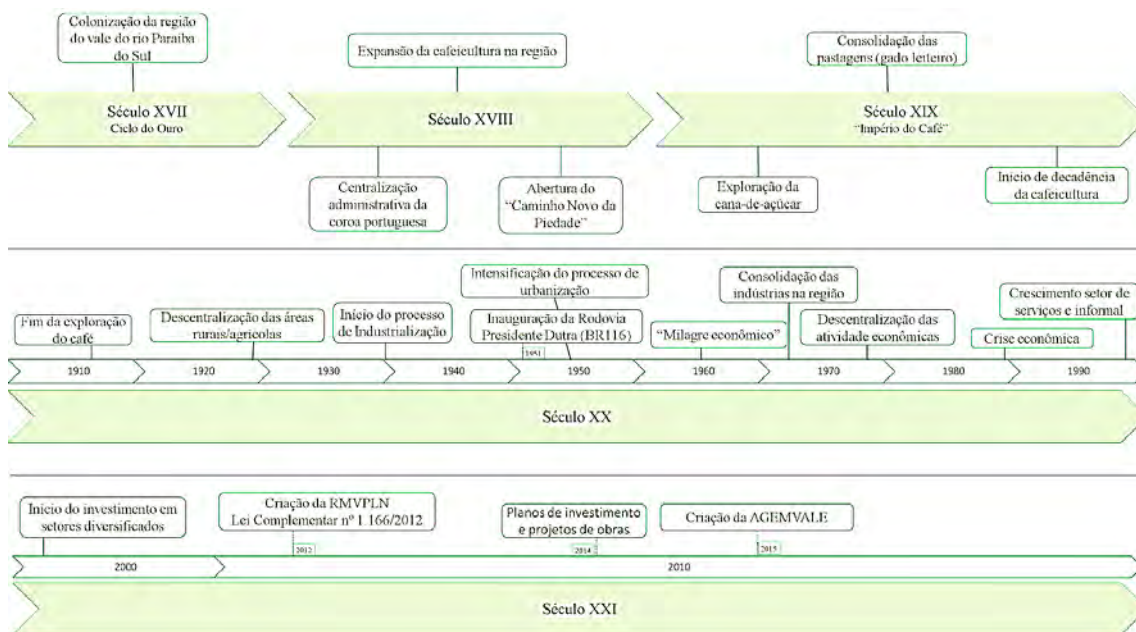 Colonização da região
do vale do rio Paraíba
do Sul
Expansão da cafeicultura na região
Consolidação das
pastagens (gado leiteiro)
Século XVII
Ciclo do Ouro
Século XVIII
Século XIX
“Império do Café”
Centralização
administrativa da
coroa portuguesa
Abertura do
“Caminho Novo da
Piedade”
Exploração da
cana-de-açúcar
Inicio de decadência
da cafeicultura
Fim da exploração
do café
Descentralização das áreas
rurais/agrícolas
Início do processo
de Industrialização
Intensificação do processo de
urbanização
Inauguração da Rodovia
Presidente Dutra (BR116)
1951
“Milagre econômico”
Consolidação das
indústrias na região
Descentralização das
atividade econômicas
Crise econômica
Crescimento setor de
serviços e informal
1910 1920 1930 1940 1950 1960 1970 1980 1990
Século XX
Início do investimento em
setores diversificados
Criação da RMVPLN
Lei Complementar nº 1.166/2012
2012
Planos de investimento
e projetos de obras
2014
Criação da AGEMVALE
2015
2000 2010
Século XXI